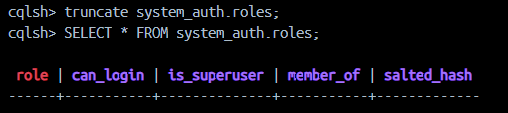 cqlsh> truncate system_auth.roles;
cqlsh> SELECT * FROM system_auth.roles;
role | can_login | is_superuser | member_of | salted_hash
------+-----------+--------------+-----------+-------------